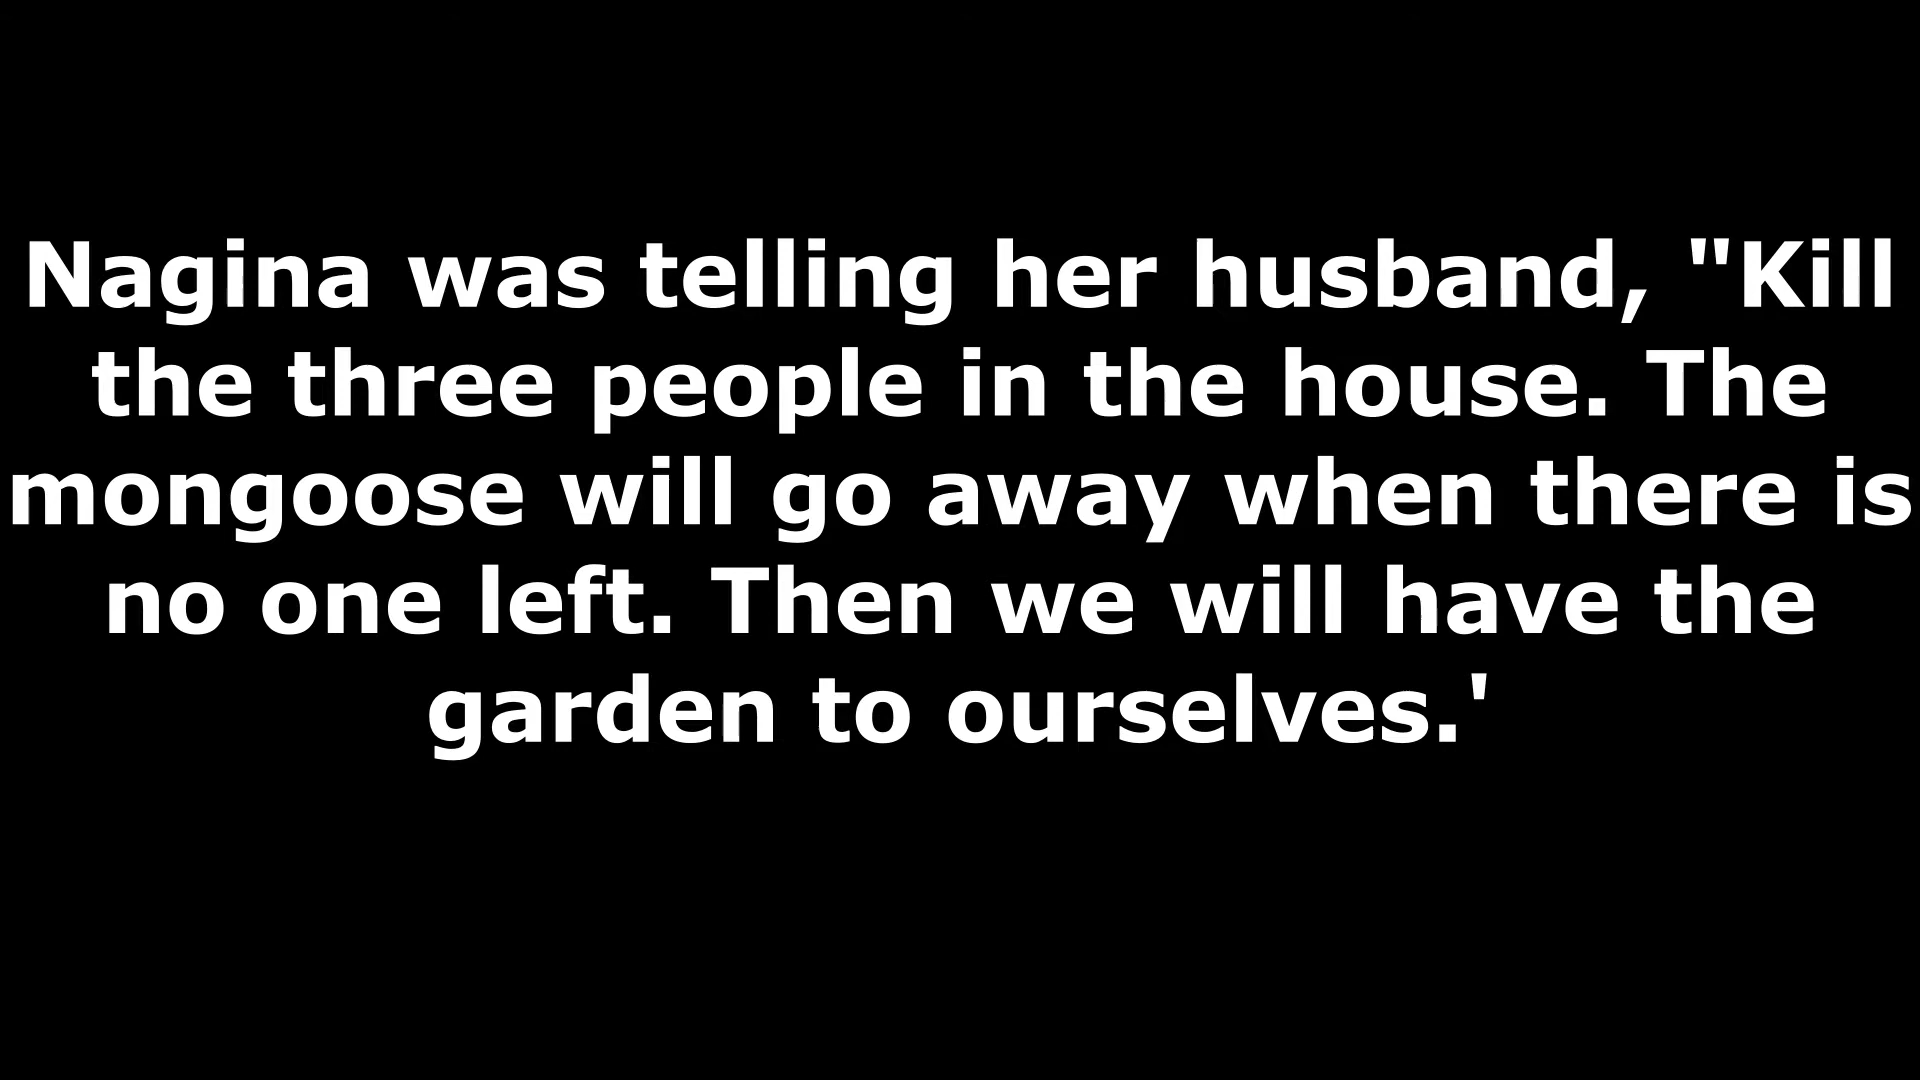 Nagina was telling her husband, "Kill
the three people in the house. The
mongoose will go away when there is
no one left. Then we will have the
garden to ourselves.'